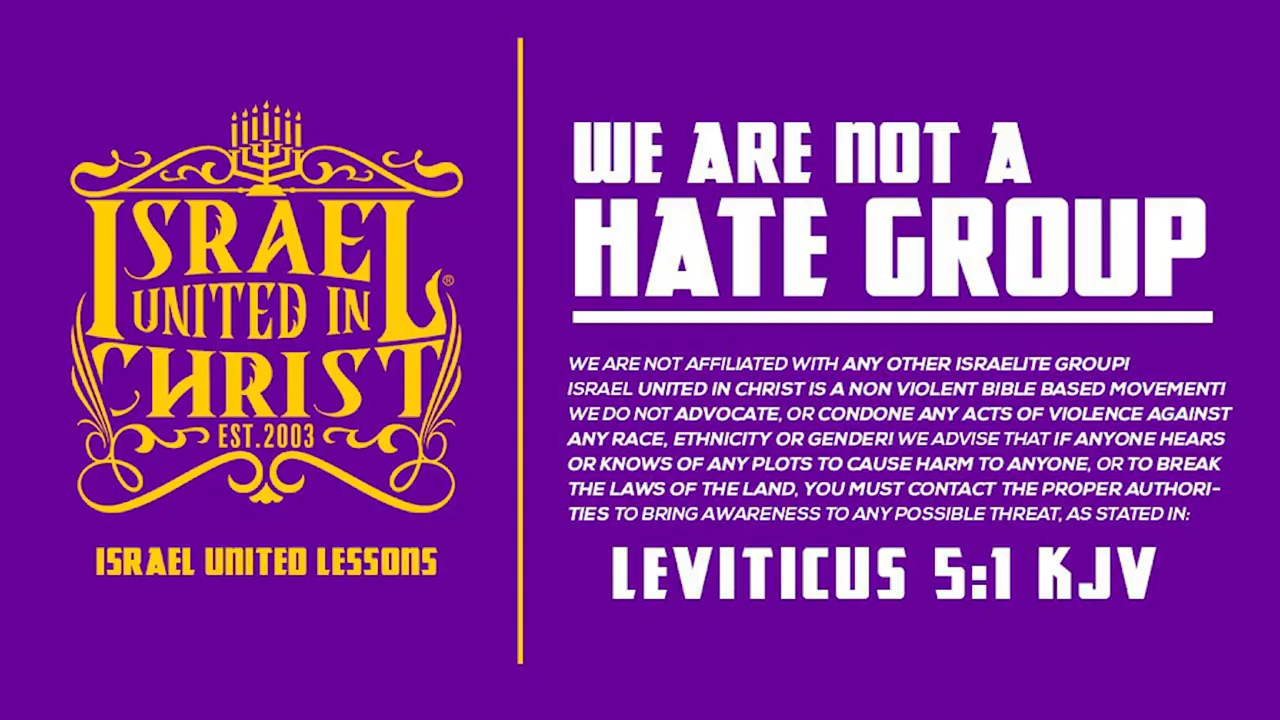 ISRAEL
UNITED IN
CHRIST
®
EST.2003
ISRAEL UNITED LESSONS
WE ARE NOT A
HATE GROUP
WE ARE NOT AFFILIATED WITH ANY OTHER ISRAELITE GROUP!
ISRAEL UNITED IN CHRIST IS A NON VIOLENT BIBLE BASED MOVEMENT!
WE DO NOT ADVOCATE, OR CONDONE ANY ACTS OF VIOLENCE AGAINST
ANY RACE, ETHNICITY OR GENDER! WE ADVISE THAT IF ANYONE HEARS
OR KNOWS OF ANY PLOTS TO CAUSE HARM TO ANYONE, OR TO BREAK
THE LAWS OF THE LAND, YOU MUST CONTACT THE PROPER AUTHORI-
TIES TO BRING AWARENESS TO ANY POSSIBLE THREAT, AS STATED IN:
LEVITICUS 5:1 KJV